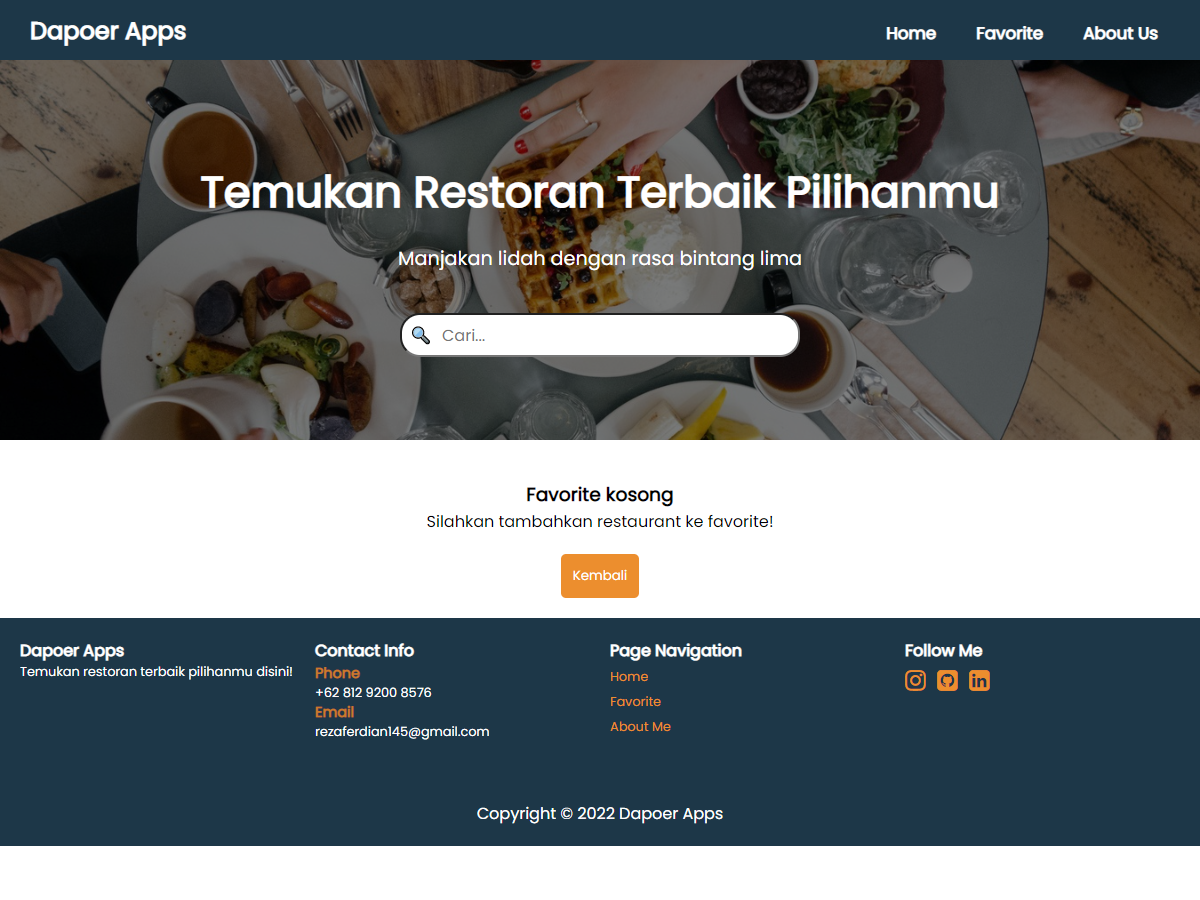 Dapoer Apps
Home Favorite About Us
Temukan Restoran Terbaik Pilihanmu
Manjakan lidah dengan rasa bintang lima
Cari...
Favorite kosong
Silahkan tambahkan restaurant ke favorite!
Kembali
Dapoer Apps
Temukan restoran terbaik pilihanmu disini!
Contact Info
Phone
+62 812 9200 8576
Email
rezaferdian145@gmail.com
Page Navigation
Home
Favorite
About Me
Follow Me
in
Copyright © 2022 Dapoer Apps